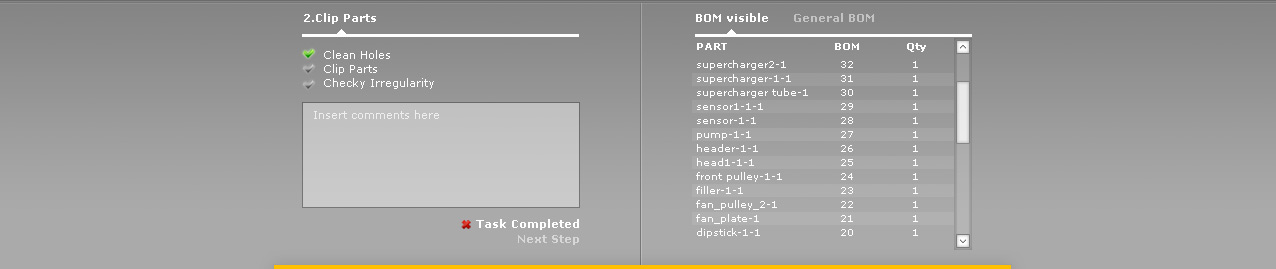 2.Clip Parts
Clean Holes
Clip Parts
Checky Irregularity
Insert comments here
Task Completed
Next Step
BOM visible General BOM
PART BOM Qty
supercharger2-1 32 1
supercharger-1-1 31 1
supercharger tube-1 30 1
sensor1-1-1 29 1
sensor-1-1 28 1
pump-1-1 27 1
header-1-1 26 1
head1-1-1 25 1
front pulley-1-1 24 1
filler-1-1 23 1
fan_pulley_2-1 22 1
fan_plate-1 21 1
dipstick-1-1 20 1